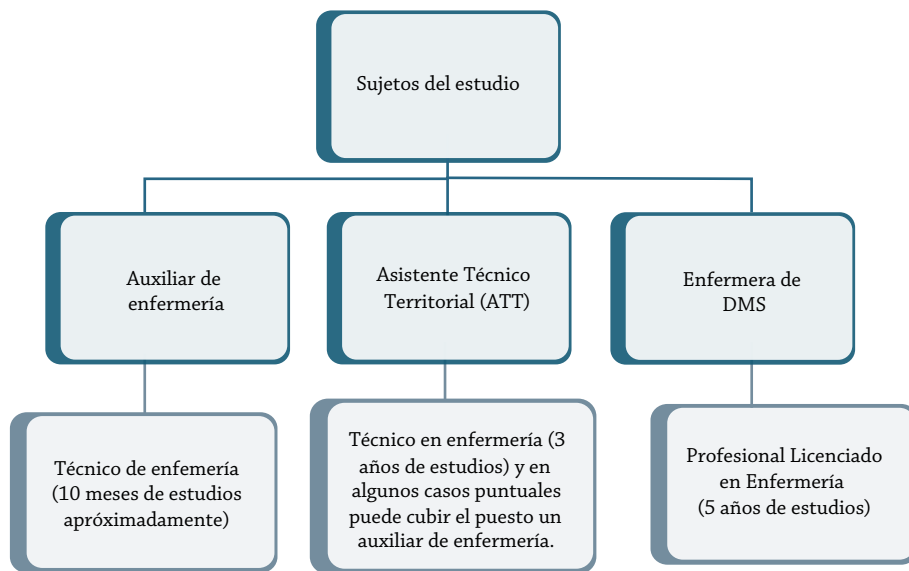 Sujetos del estudio
Auxiliar de
enfermería
Asistente Técnico
Territorial (ATT)
Enfermera de
DMS
Técnico de enfemería
(10 meses de estudios
apróximadamente)
Técnico en enfermería (3
años de estudios) y en
algunos casos puntuales
puede cubir el puesto un
auxiliar de enfermería.
Profesional Licenciado
en Enfermería
(5 años de estudios)